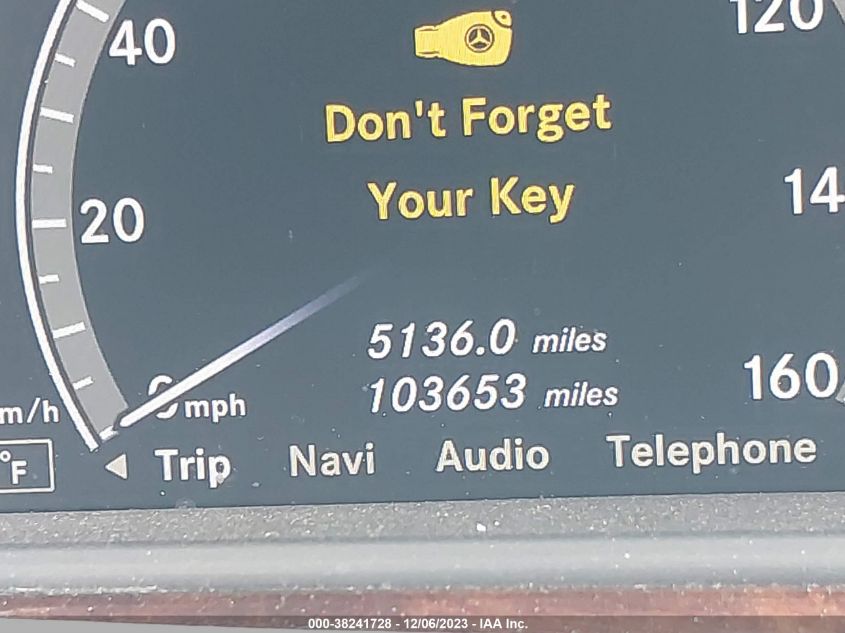 40
120
Don't Forget
Your Key
20
14
5136.0 miles
103653 miles
160
0 mph
m/h
°F
Trip Navi Audio Telephone
000-38241728 - 12/06/2023 - IAA Inc.